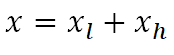 x = x_l + x_h